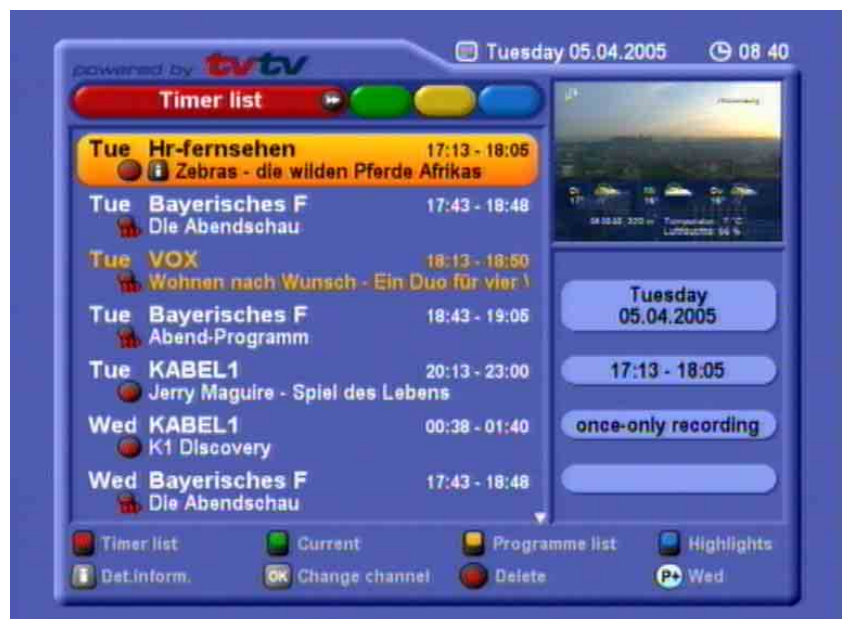 powered by tvtv
Tuesday 05.04.2005 08 40
Timer list
Tue Hr-fernsehen 17:13 - 18:05
Zebras - die wilden Pferde Afrikas
Tue Bayerisches F 17:43 - 18:48
Die Abendschau
Tue VOX 18:13 - 18:50
Wohnen nach Wunsch - Ein Duo für vier
Tue Bayerisches F 18:43 - 19:05
Abend-Programm
Tue KABEL1 20:13 - 23:00
Jerry Maguire - Spiel des Lebens
Wed KABEL1 00:38 - 01:40
K1 Discovery
Wed Bayerisches F 17:43 - 18:48
Die Abendschau
Tuesday
05.04.2005
17:13 - 18:05
once-only recording
Timer list Current Programme list Highlights
i Det.inform. OK Change channel Delete P+ Wed